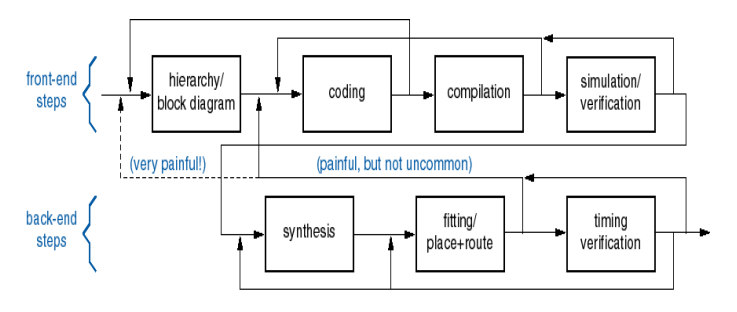 front-end
steps
hierarchy/
block diagram
coding
compilation
simulation/
verification
(very painful!)
(painful, but not uncommon)
back-end
steps
synthesis
fitting/
place+route
timing
verification